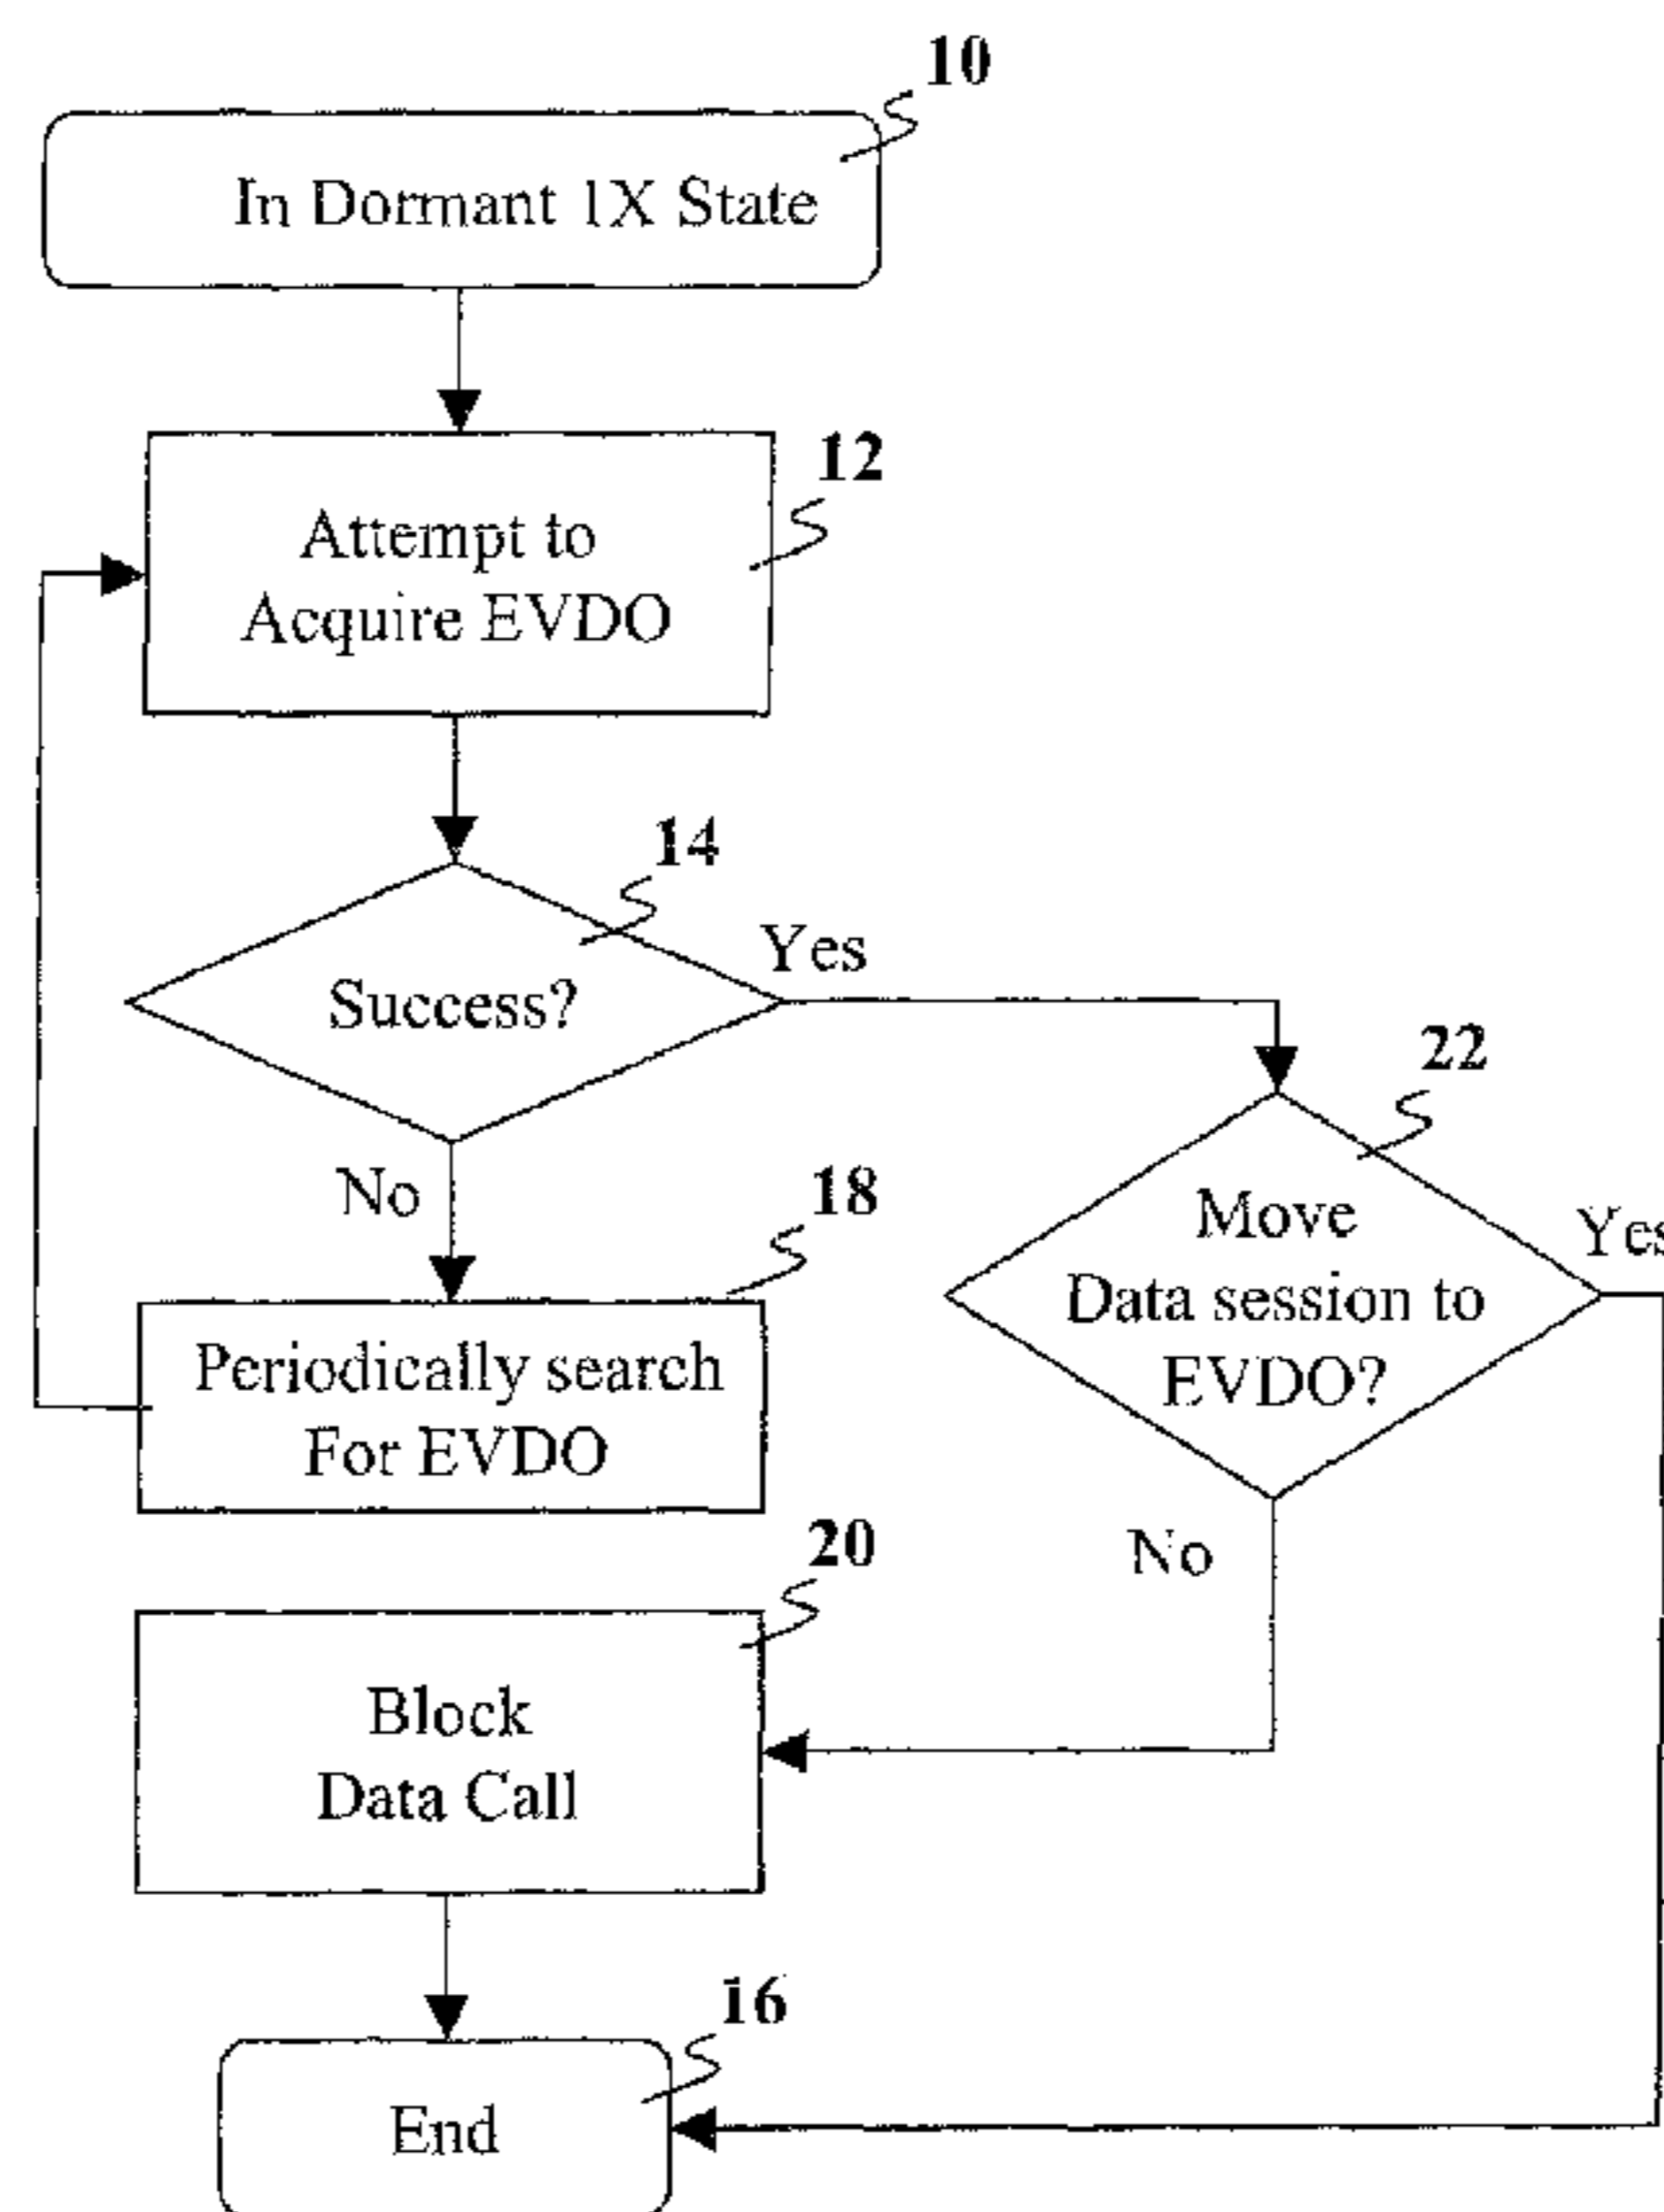 10
In Dormant 1X State
12
Attempt to
Acquire EVDO
14
Success?
Yes
22
Move
Data session to
EVDO?
Yes
No
18
Periodically search
For EVDO
No
20
Block
Data Call
16
End